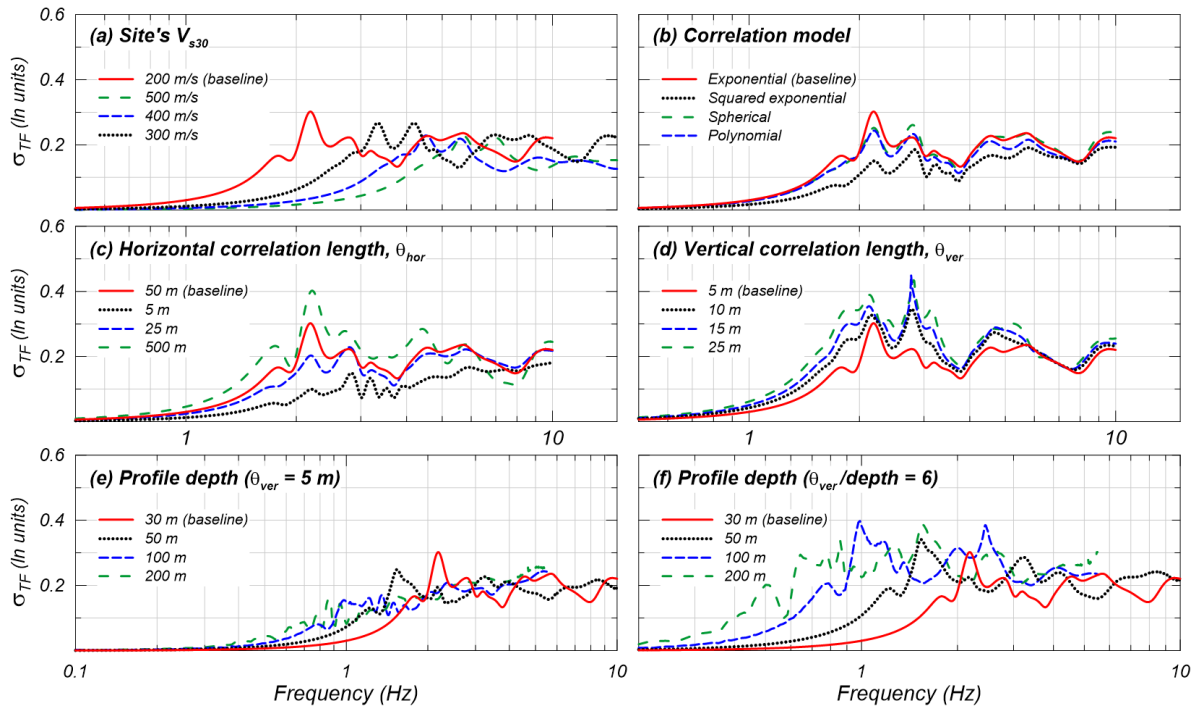 (a) Site's Vs30
200 m/s (baseline)
500 m/s
400 m/s
300 m/s
0.6
0.4
0.2
0
σTF (ln units)
(b) Correlation model
Exponential (baseline)
Squared exponential
Spherical
Polynomial
(c) Horizontal correlation length, θhor
50 m (baseline)
5 m
25 m
500 m
0.6
0.4
0.2
0
σTF (ln units)
1
10
(d) Vertical correlation length, θver
5 m (baseline)
10 m
15 m
25 m
1
10
(e) Profile depth (θver = 5 m)
30 m (baseline)
50 m
100 m
200 m
0.6
0.4
0.2
0
σTF (ln units)
0.1
1
10
Frequency (Hz)
(f) Profile depth (θver/depth = 6)
30 m (baseline)
50 m
100 m
200 m
1
10
Frequency (Hz)